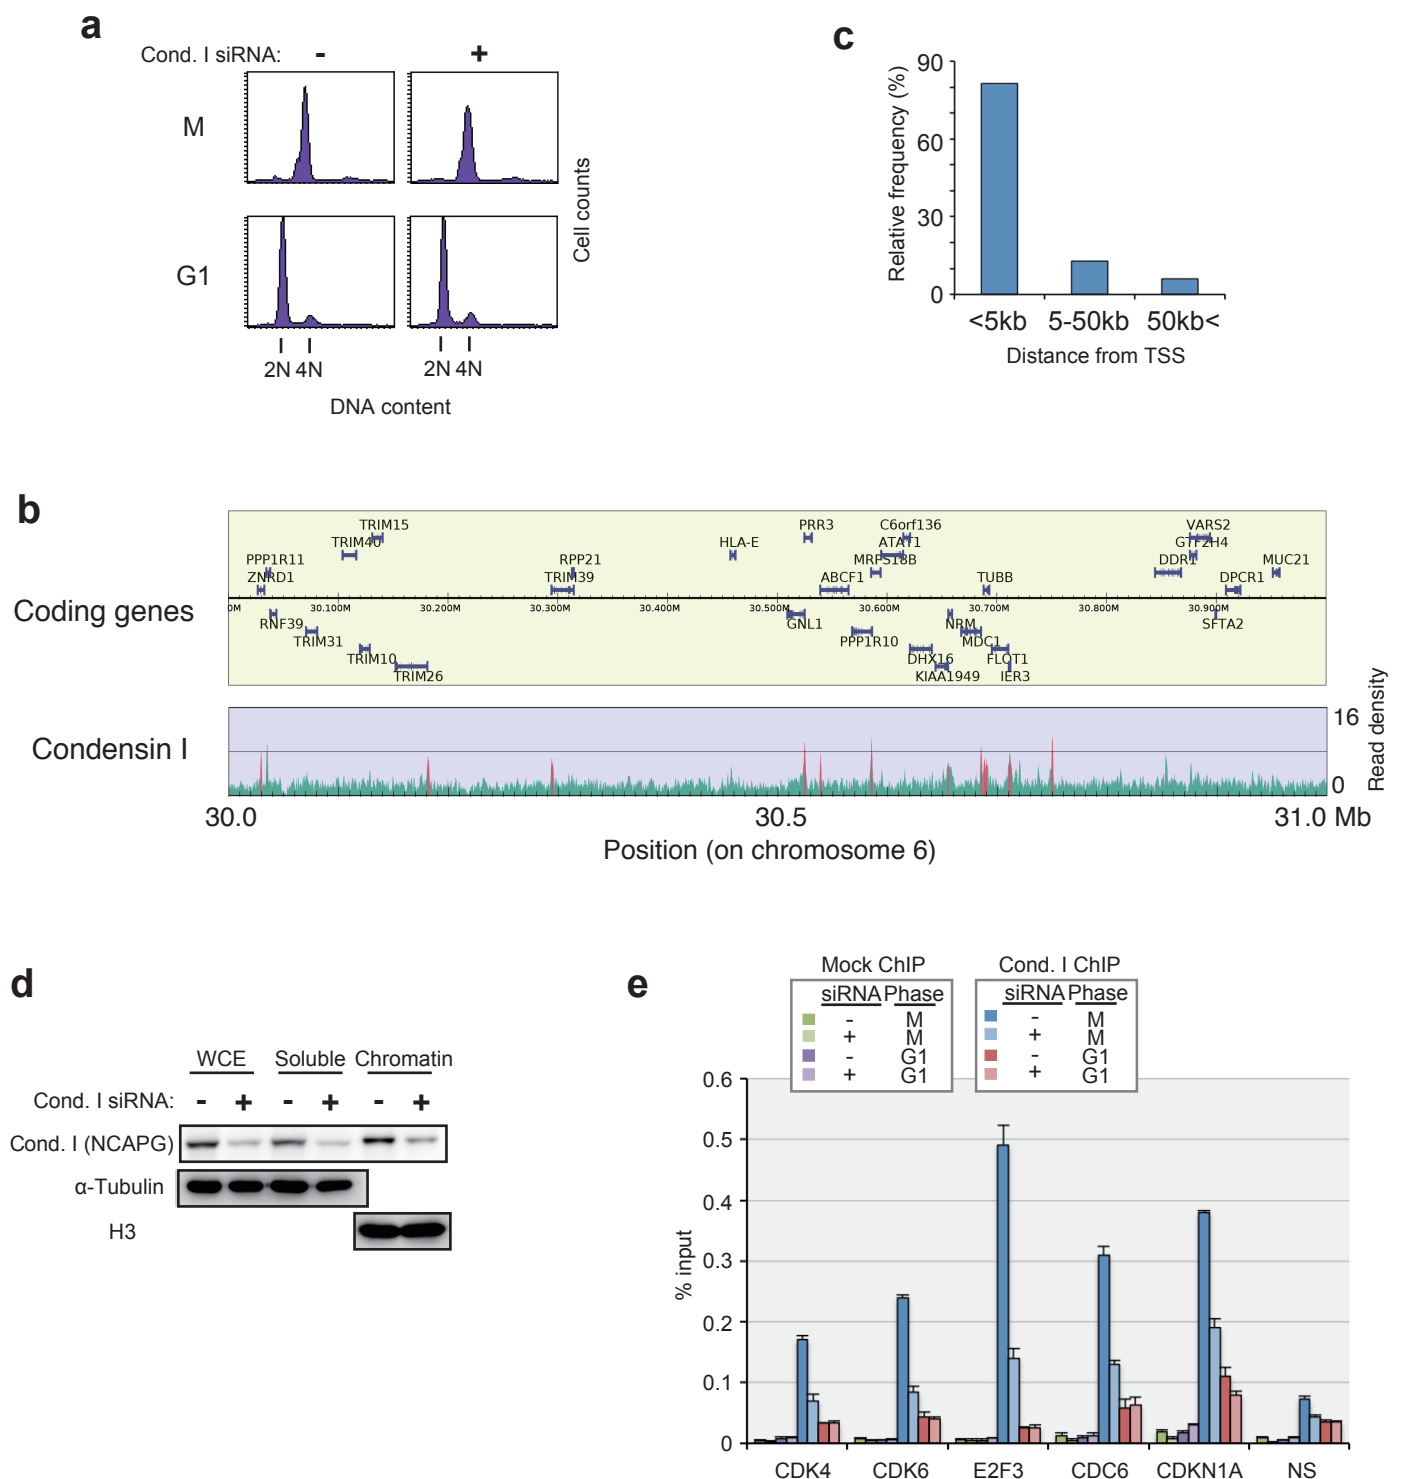 a
Cond. I siRNA: - +
M
G1
Cell counts
2N 4N 2N 4N
DNA content
c
Relative frequency (%)
90
60
30
0
<5kb 5-50kb 50kb<
Distance from TSS
b
Coding genes
TRIM15 PRR3 C6orf136 VARS2
TRIM40 HLA-E ATAT1 GTF2H4
PPP1R11 RPP21 MRPS18B DDR1 MUC21
ZNRD1 TRIM39 ABCF1 TUBB DPCR1
0M 30.100M 30.200M 30.300M 30.400M 30.500M 30.600M 30.700M 30.800M 30.900M
RNF39 GNL1 NRM SFTA2
TRIM31 PPP1R10 MDC1
TRIM10 DHX16 FLOT1
TRIM26 KIAA1949 IER3
Condensin I
16
0
Read density
30.0 30.5 31.0 Mb
Position (on chromosome 6)
d
WCE Soluble Chromatin
Cond. I siRNA: - + - + - +
Cond. I (NCAPG)
α-Tubulin
H3
e
Mock ChIP Cond. I ChIP
siRNA Phase siRNA Phase
- M - M
+ M + M
- G1 - G1
+ G1 + G1
% input
0.6
0.5
0.4
0.3
0.2
0.1
0
CDK4 CDK6 E2F3 CDC6 CDKN1A NS